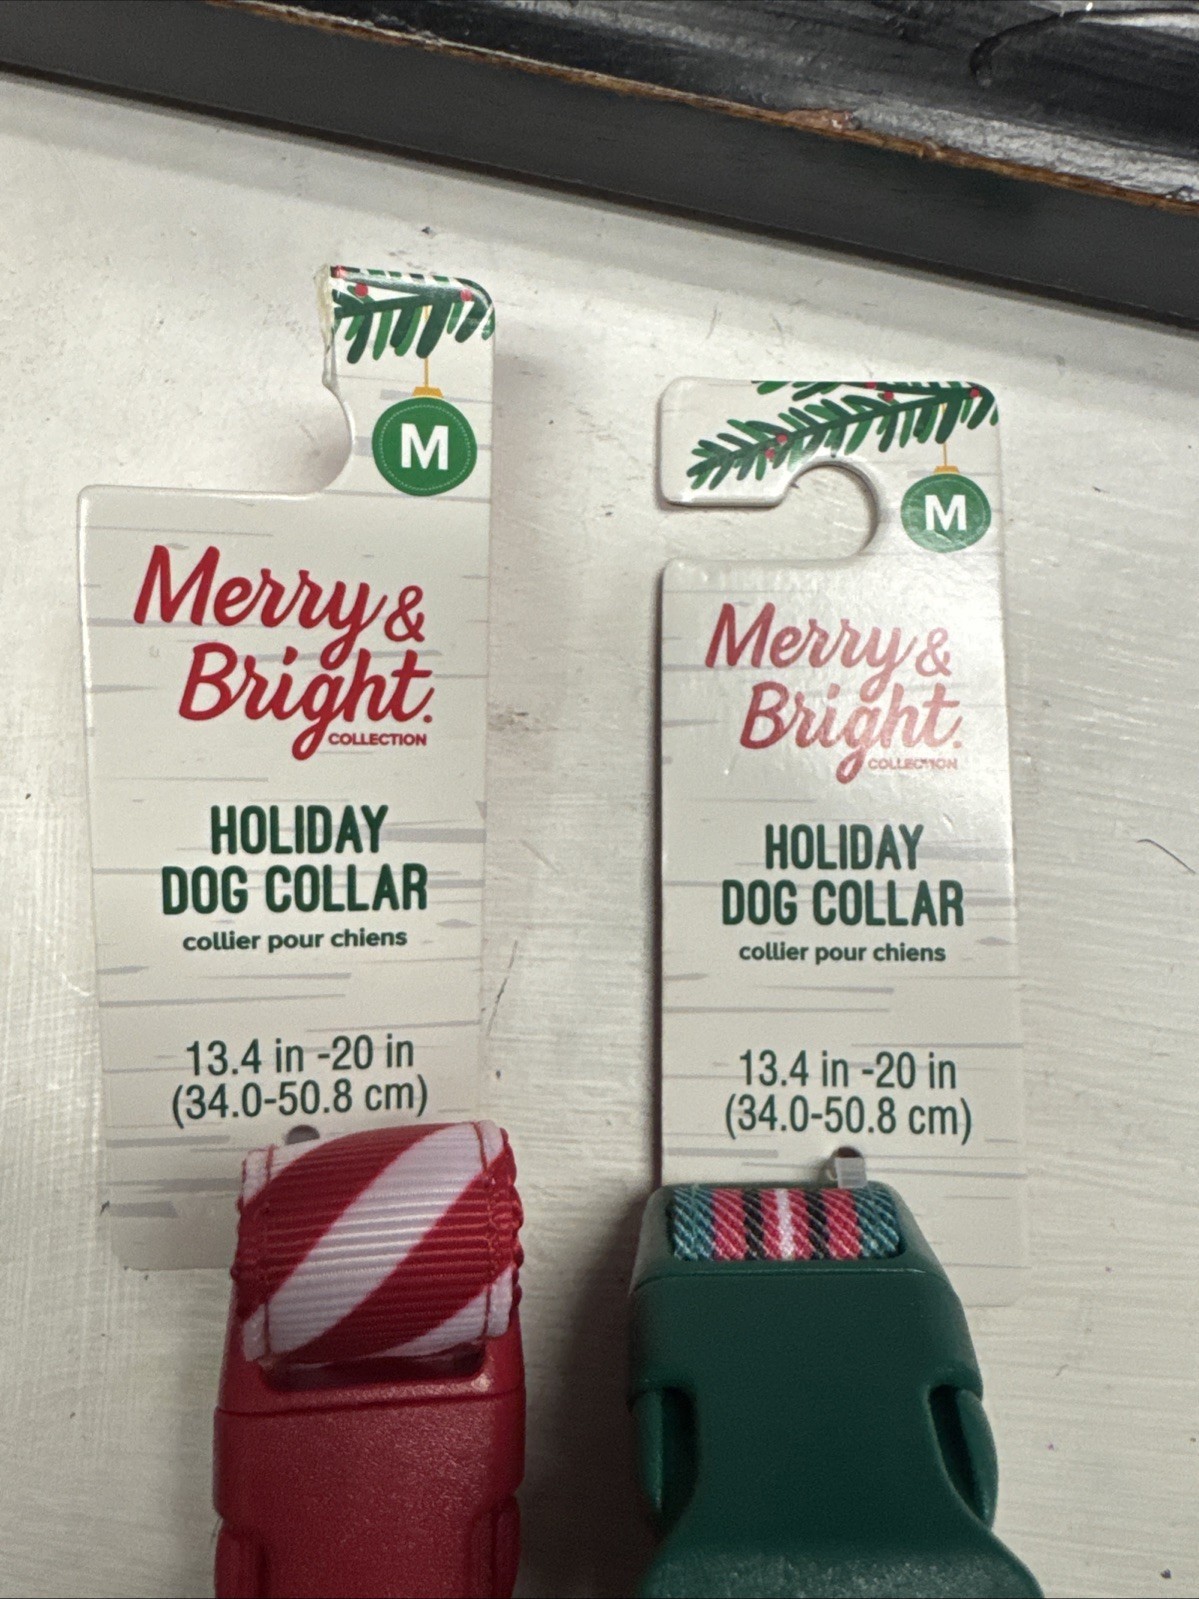 M
Merry &
Bright.
COLLECTION
HOLIDAY
DOG COLLAR
collier pour chiens
13.4 in -20 in
(34.0-50.8 cm)
M
Merry &
Bright.
COLLECTION
HOLIDAY
DOG COLLAR
collier pour chiens
13.4 in -20 in
(34.0-50.8 cm)